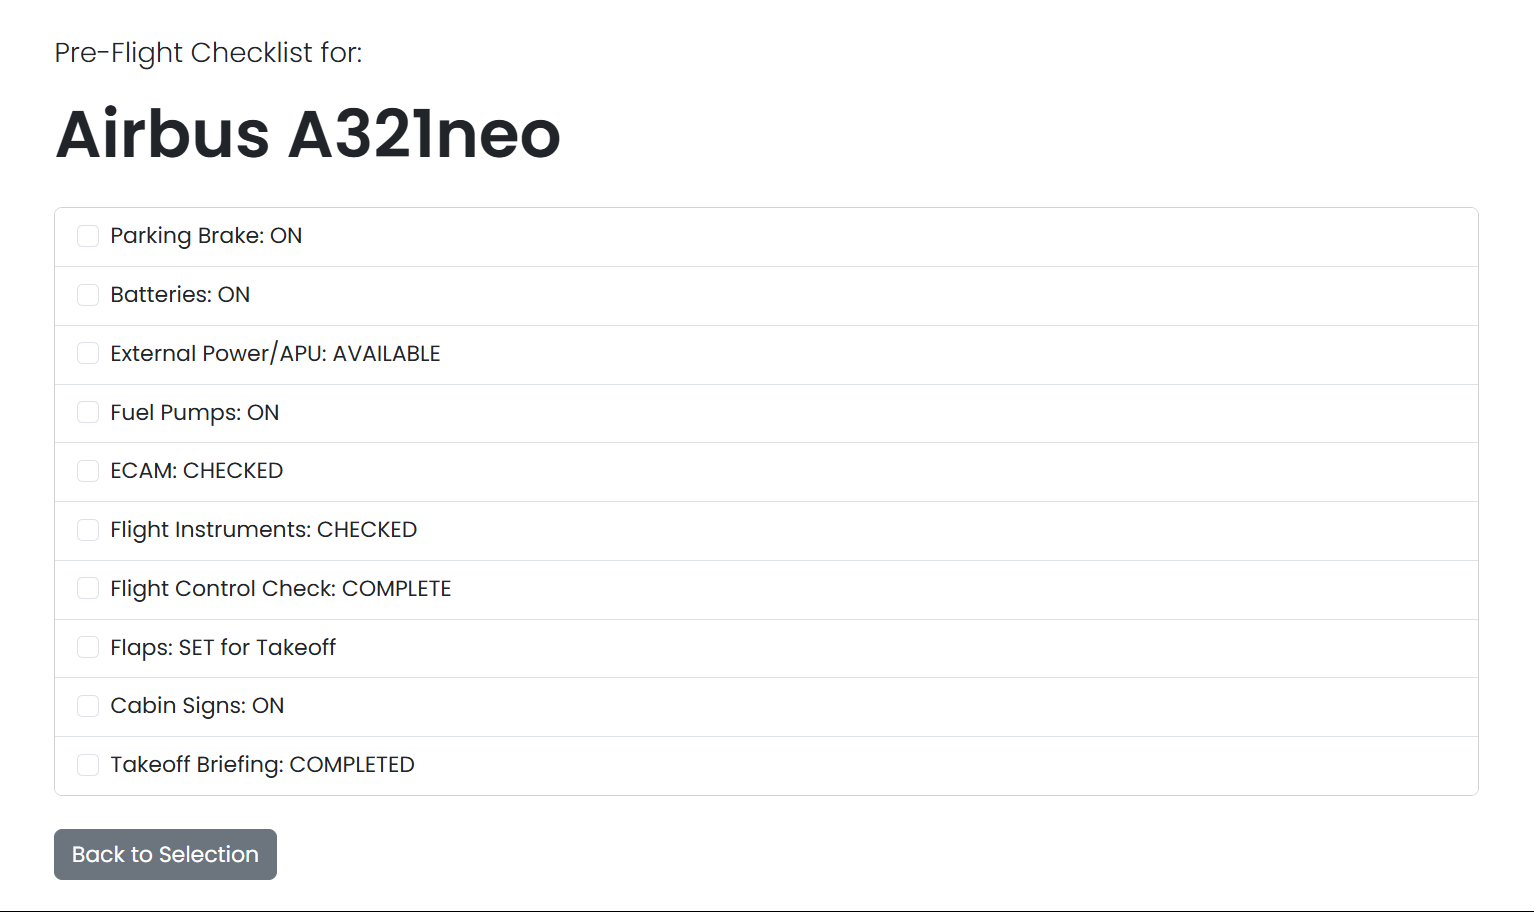 Pre-Flight Checklist for:
Airbus A321neo
Parking Brake: ON
Batteries: ON
External Power/APU: AVAILABLE
Fuel Pumps: ON
ECAM: CHECKED
Flight Instruments: CHECKED
Flight Control Check: COMPLETE
Flaps: SET for Takeoff
Cabin Signs: ON
Takeoff Briefing: COMPLETED
Back to Selection